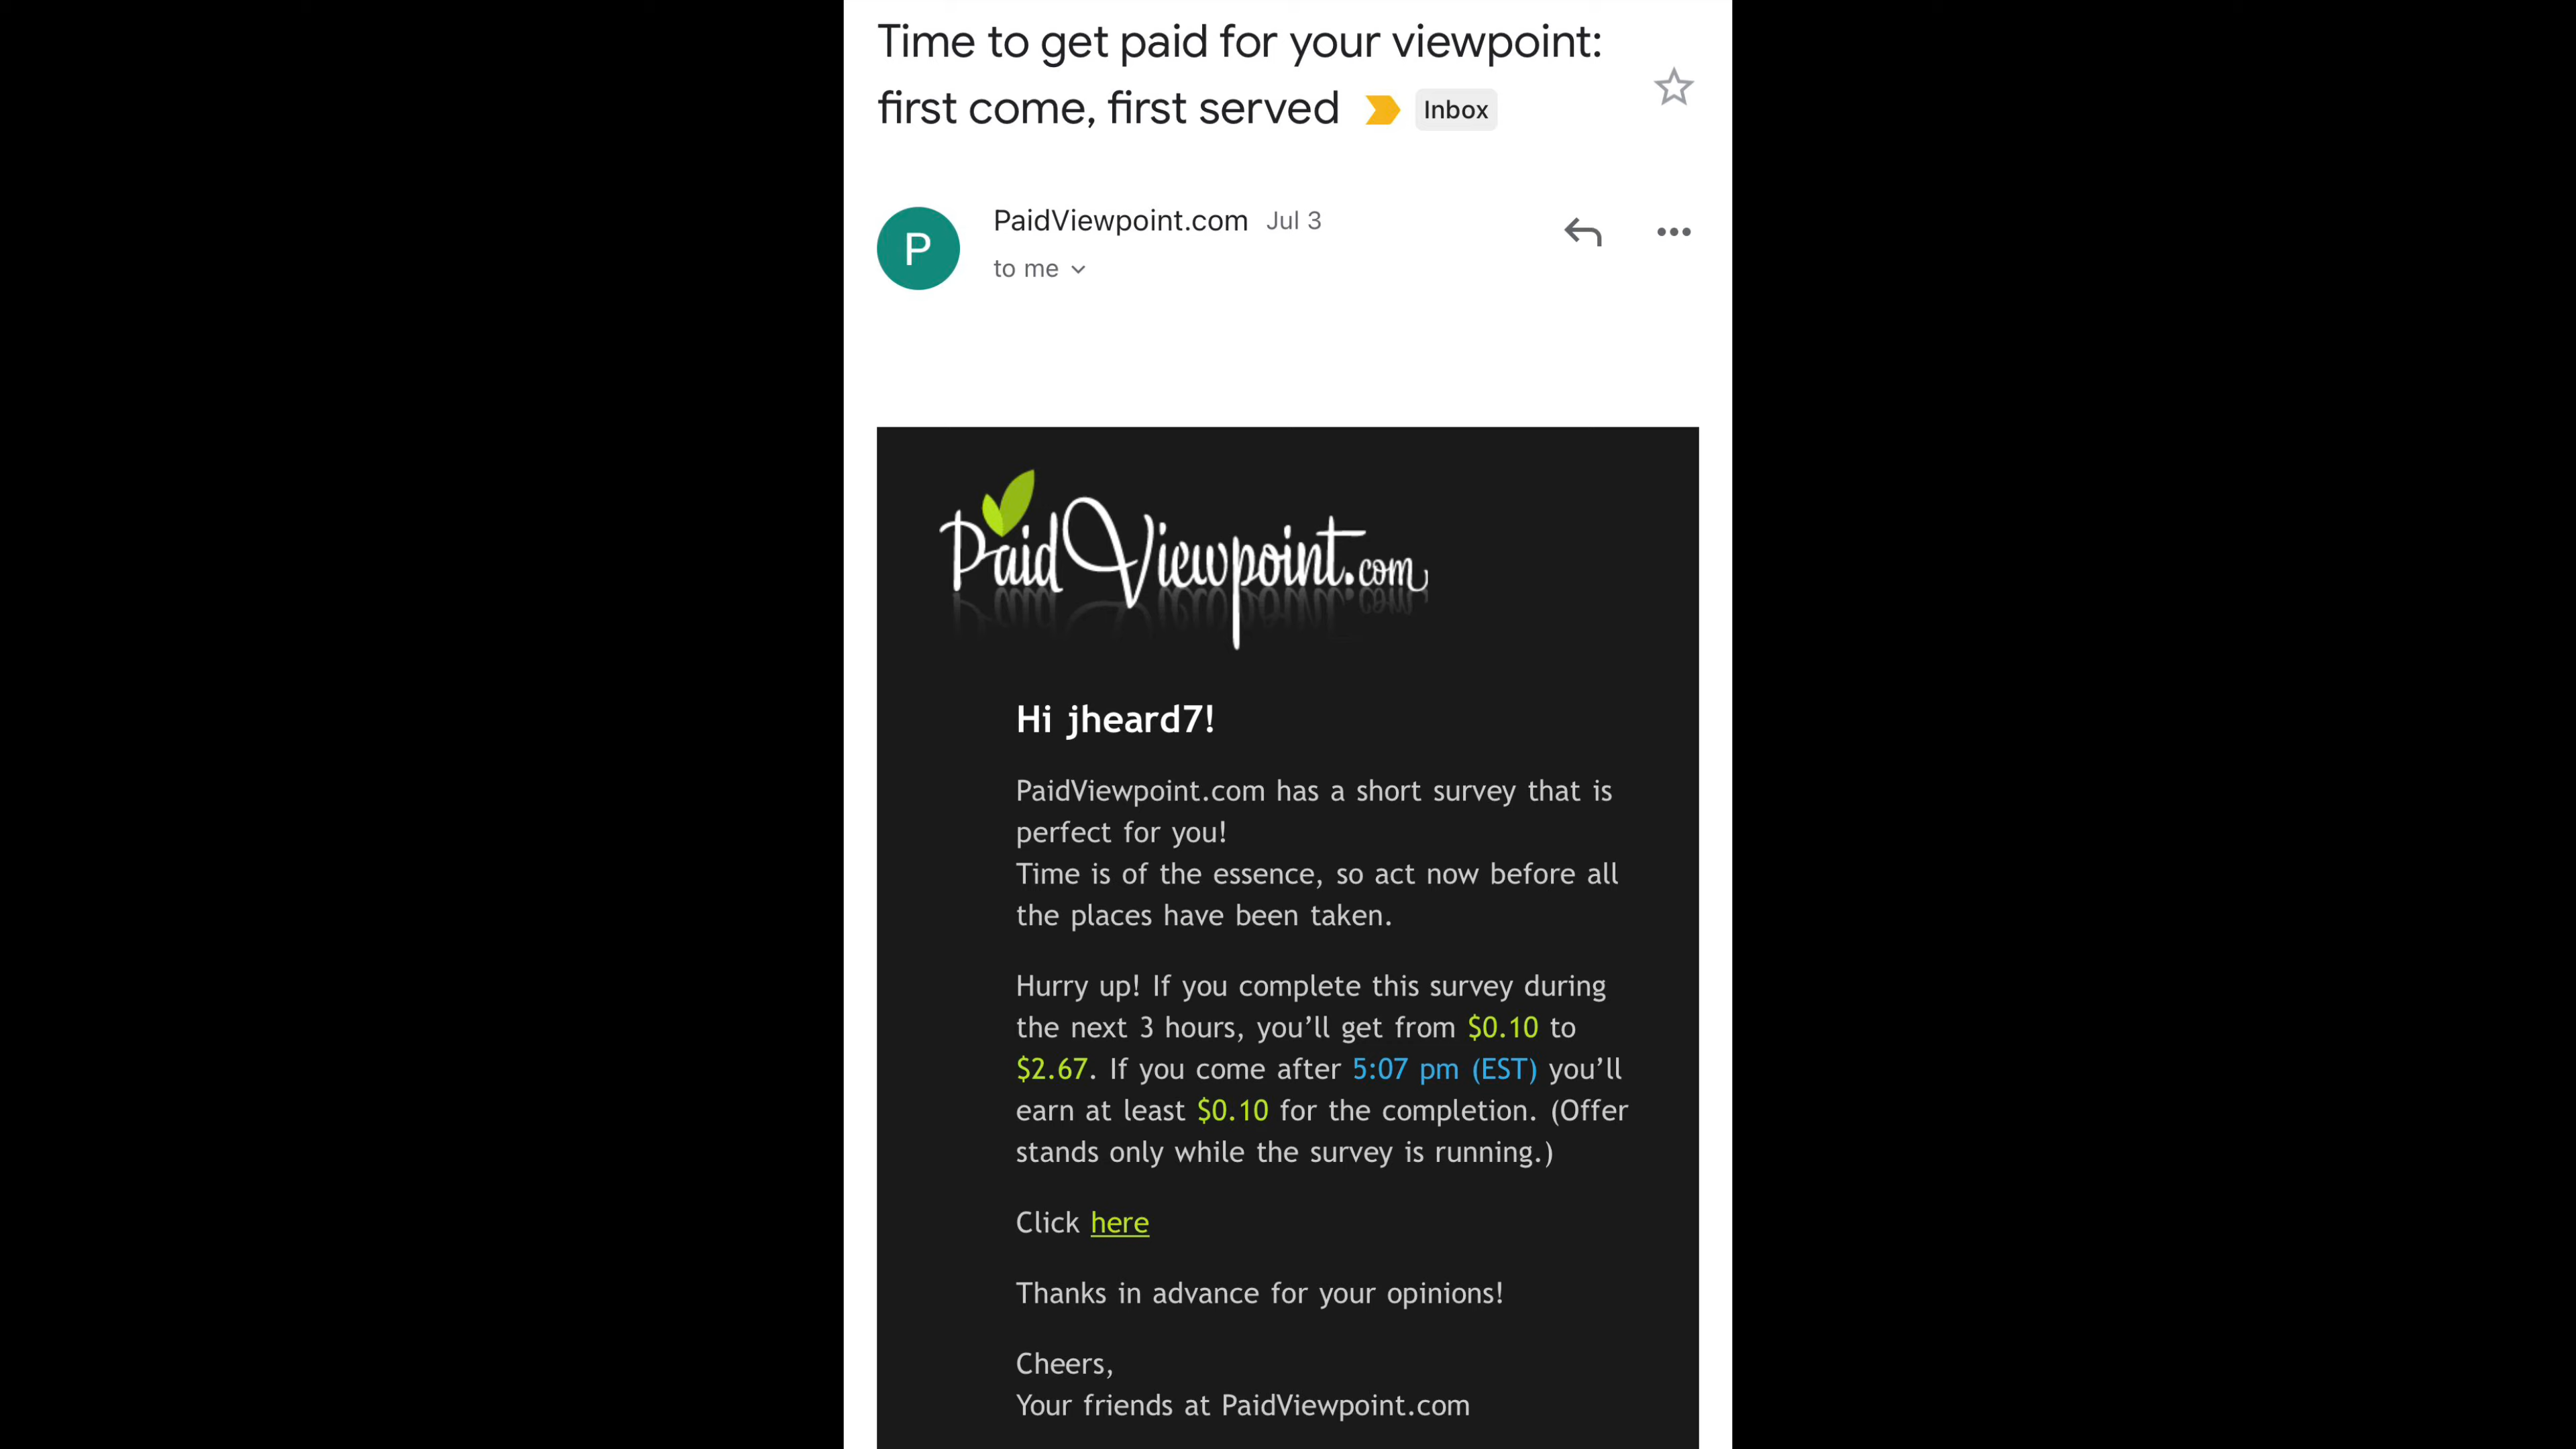 Time to get paid for your viewpoint:
first come, first served Inbox
P
PaidViewpoint.com Jul 3
to me
PaidViewpoint.com
Hi jheard7!
PaidViewpoint.com has a short survey that is
perfect for you!
Time is of the essence, so act now before all
the places have been taken.
Hurry up! If you complete this survey during
the next 3 hours, you’ll get from $0.10 to
$2.67. If you come after 5:07 pm (EST) you’ll
earn at least $0.10 for the completion. (Offer
stands only while the survey is running.)
Click here
Thanks in advance for your opinions!
Cheers,
Your friends at PaidViewpoint.com